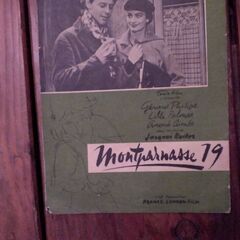 Gérard Philipe
Lilli Palmer
Anouk Aimée
Jacques Becker
Montparnasse 19
FRANCO LONDON-FILM